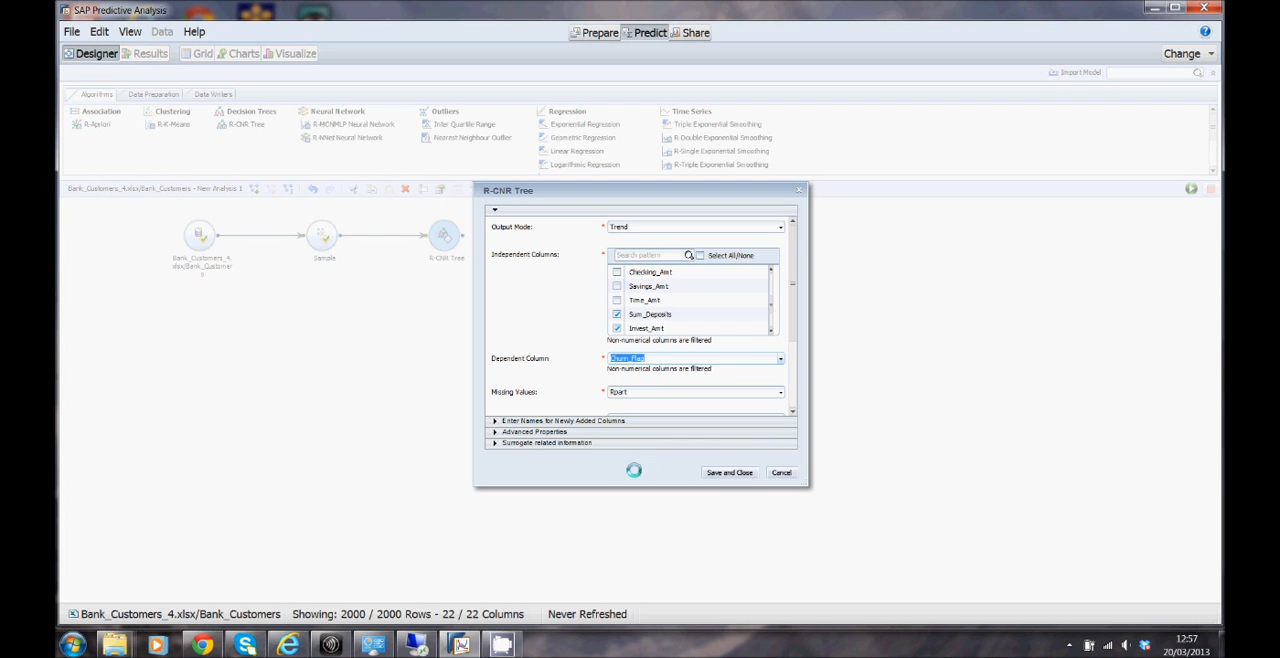 SAP Predictive Analysis
File Edit View Data Help
Prepare Predict Share
Designer Results Grid Charts Visualize
Change
Import Model
Algorithms Data Preparation Data Writers
Association Clustering Decision Trees Neural Network Outliers Regression Time Series
R-Apriori R-K-Means R-CNR Tree R-MONMLP Neural Network Inter Quartile Range Exponential Regression Triple Exponential Smoothing
R-NNet Neural Network Nearest Neighbour Outlier Geometric Regression R-Double Exponential Smoothing
Linear Regression R-Single Exponential Smoothing
Logarithmic Regression R-Triple Exponential Smoothing
Bank_Customers_4.xlsx/Bank_Customers - New Analysis 1
Bank_Customers_4.
xlsx/Bank_Customer
s
Sample
R-CNR Tree
R-CNR Tree
Output Mode: * Trend
Independent Columns: * Search pattern Select All/None
Checking_Amt
Savings_Amt
Time_Amt
Sum_Deposits
Invest_Amt
Non-numerical columns are filtered
Dependent Column * Churn_Flag
Non-numerical columns are filtered
Missing Values: * Rpart
Enter Names for Newly Added Columns
Advanced Properties
Surrogate related information
Save and Close Cancel
Bank_Customers_4.xlsx/Bank_Customers Showing: 2000 / 2000 Rows - 22 / 22 Columns Never Refreshed
12:57
20/03/2013